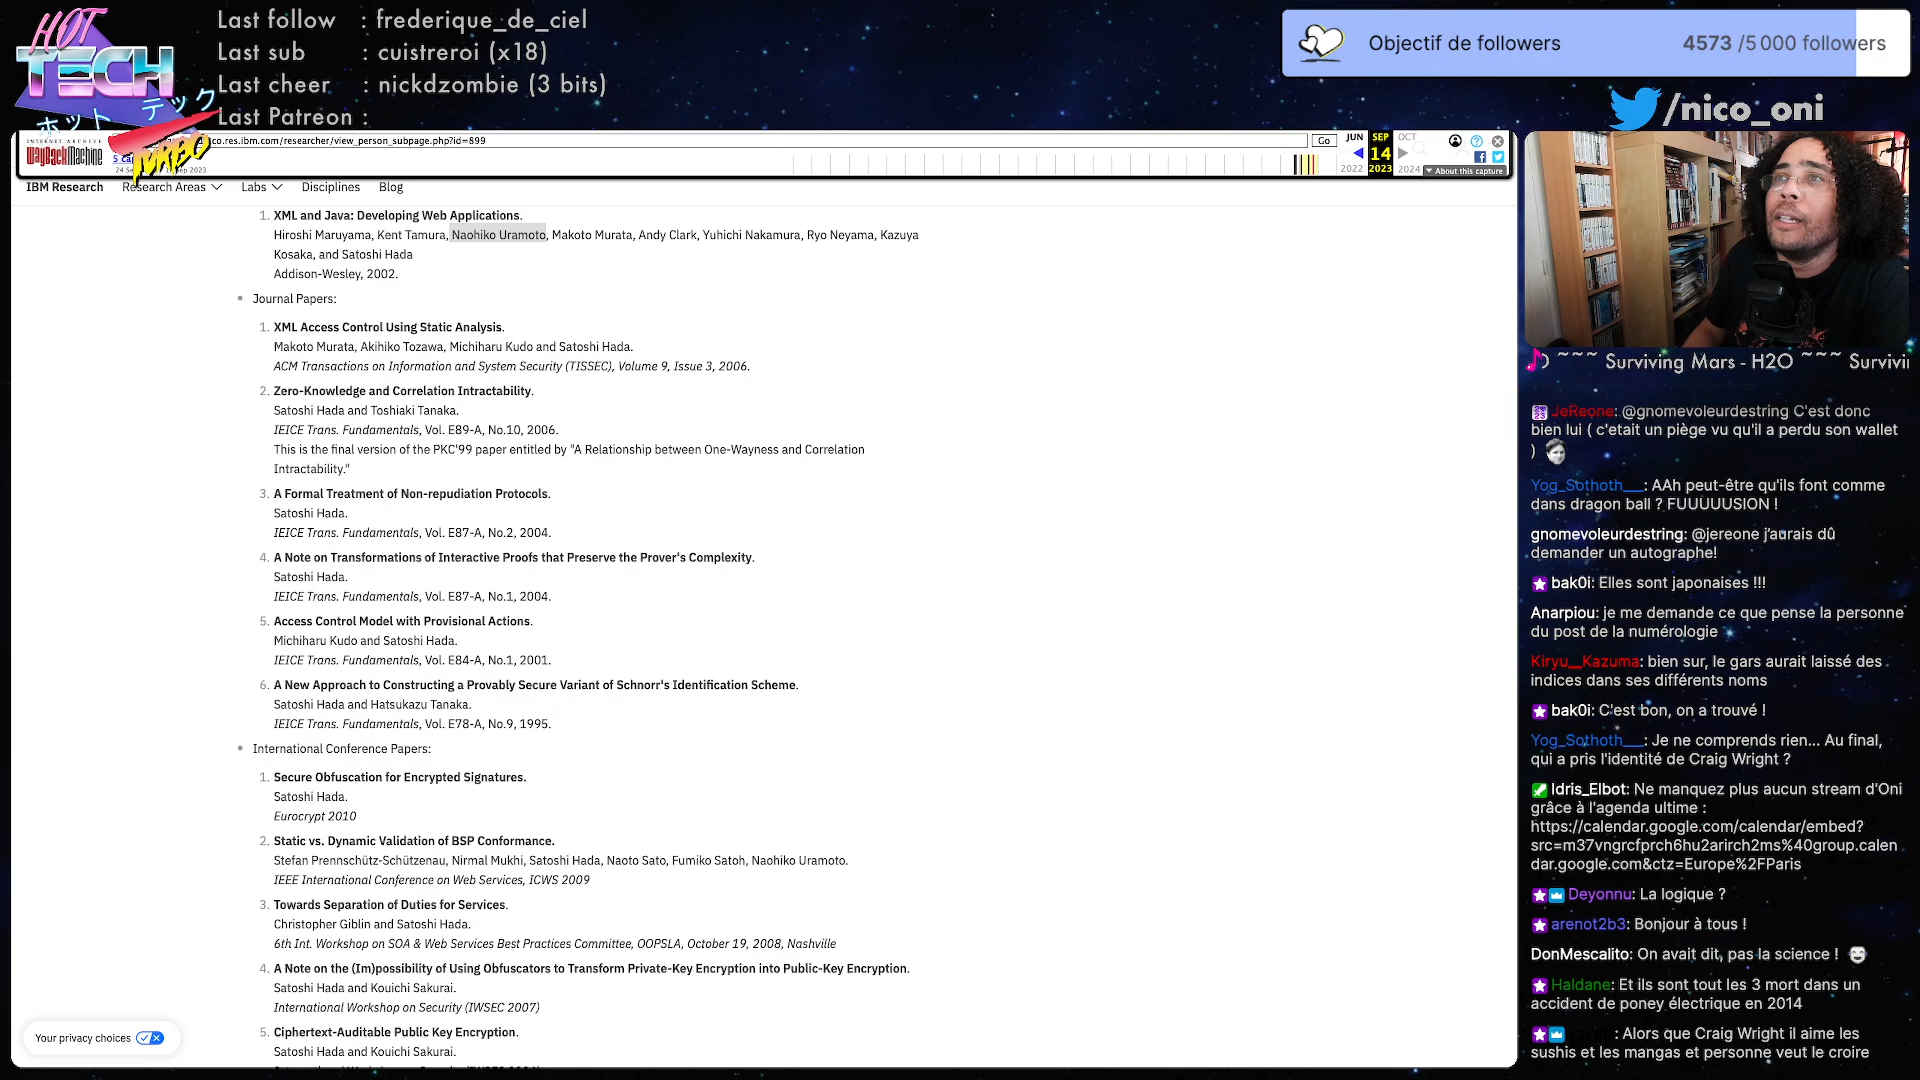 HOT
TECH
ホット テック
TURBO
Last follow : frederique_de_ciel
Last sub : cuistreroi (x18)
Last cheer : nickdzombie (3 bits)
Last Patreon :
Objectif de followers 4573 /5 000 followers
/nico_oni
INTERNET ARCHIVE
WayBackMachine
co.res.ibm.com/researcher/view_person_subpage.php?id=899
Go
JUN SEP OCT
14
2022 2023 2024
About this capture
IBM Research Research Areas Labs Disciplines Blog
1. XML and Java: Developing Web Applications.
Hiroshi Maruyama, Kent Tamura, Naohiko Uramoto, Makoto Murata, Andy Clark, Yuhichi Nakamura, Ryo Neyama, Kazuya
Kosaka, and Satoshi Hada
Addison-Wesley, 2002.
Journal Papers:
1. XML Access Control Using Static Analysis.
Makoto Murata, Akihiko Tozawa, Michiharu Kudo and Satoshi Hada.
ACM Transactions on Information and System Security (TISSEC), Volume 9, Issue 3, 2006.
2. Zero-Knowledge and Correlation Intractability.
Satoshi Hada and Toshiaki Tanaka.
IEICE Trans. Fundamentals, Vol. E89-A, No.10, 2006.
This is the final version of the PKC'99 paper entitled by "A Relationship between One-Wayness and Correlation
Intractability."
3. A Formal Treatment of Non-repudiation Protocols.
Satoshi Hada.
IEICE Trans. Fundamentals, Vol. E87-A, No.2, 2004.
4. A Note on Transformations of Interactive Proofs that Preserve the Prover's Complexity.
Satoshi Hada.
IEICE Trans. Fundamentals, Vol. E87-A, No.1, 2004.
5. Access Control Model with Provisional Actions.
Michiharu Kudo and Satoshi Hada.
IEICE Trans. Fundamentals, Vol. E84-A, No.1, 2001.
6. A New Approach to Constructing a Provably Secure Variant of Schnorr's Identification Scheme.
Satoshi Hada and Hatsukazu Tanaka.
IEICE Trans. Fundamentals, Vol. E78-A, No.9, 1995.
International Conference Papers:
1. Secure Obfuscation for Encrypted Signatures.
Satoshi Hada.
Eurocrypt 2010
2. Static vs. Dynamic Validation of BSP Conformance.
Stefan Prennschütz-Schützenau, Nirmal Mukhi, Satoshi Hada, Naoto Sato, Fumiko Satoh, Naohiko Uramoto.
IEEE International Conference on Web Services, ICWS 2009
3. Towards Separation of Duties for Services.
Christopher Giblin and Satoshi Hada.
6th Int. Workshop on SOA & Web Services Best Practices Committee, OOPSLA, October 19, 2008, Nashville
4. A Note on the (Im)possibility of Using Obfuscators to Transform Private-Key Encryption into Public-Key Encryption.
Satoshi Hada and Kouichi Sakurai.
International Workshop on Security (IWSEC 2007)
5. Ciphertext-Auditable Public Key Encryption.
Satoshi Hada and Kouichi Sakurai.
Your privacy choices
O ~~~ Surviving Mars - H2O ~~~ Survivi
JeReone: @gnomevoleurdestring C'est donc
bien lui ( c'etait un piège vu qu'il a perdu son wallet
)
Yog_Sothoth___: AAh peut-être qu'ils font comme
dans dragon ball ? FUUUUUSION !
gnomevoleurdestring: @jereone j'aurais dû
demander un autographe!
bak0i: Elles sont japonaises !!!
Anarpiou: je me demande ce que pense la personne
du post de la numérologie
Kiryu__Kazuma: bien sur, le gars aurait laissé des
indices dans ses différents noms
bak0i: C'est bon, on a trouvé !
Yog_Sothoth___: Je ne comprends rien... Au final,
qui a pris l'identité de Craig Wright ?
Idris_Elbot: Ne manquez plus aucun stream d'Oni
grâce à l'agenda ultime :
https://calendar.google.com/calendar/embed?
src=m37vngrcfprch6hu2arirch2ms%40group.calen
dar.google.com&ctz=Europe%2FParis
Deyonnu: La logique ?
arenot2b3: Bonjour à tous !
DonMescalito: On avait dit, pas la science !
Haldane: Et ils sont tout les 3 mort dans un
accident de poney électrique en 2014
: Alors que Craig Wright il aime les
sushis et les mangas et personne veut le croire